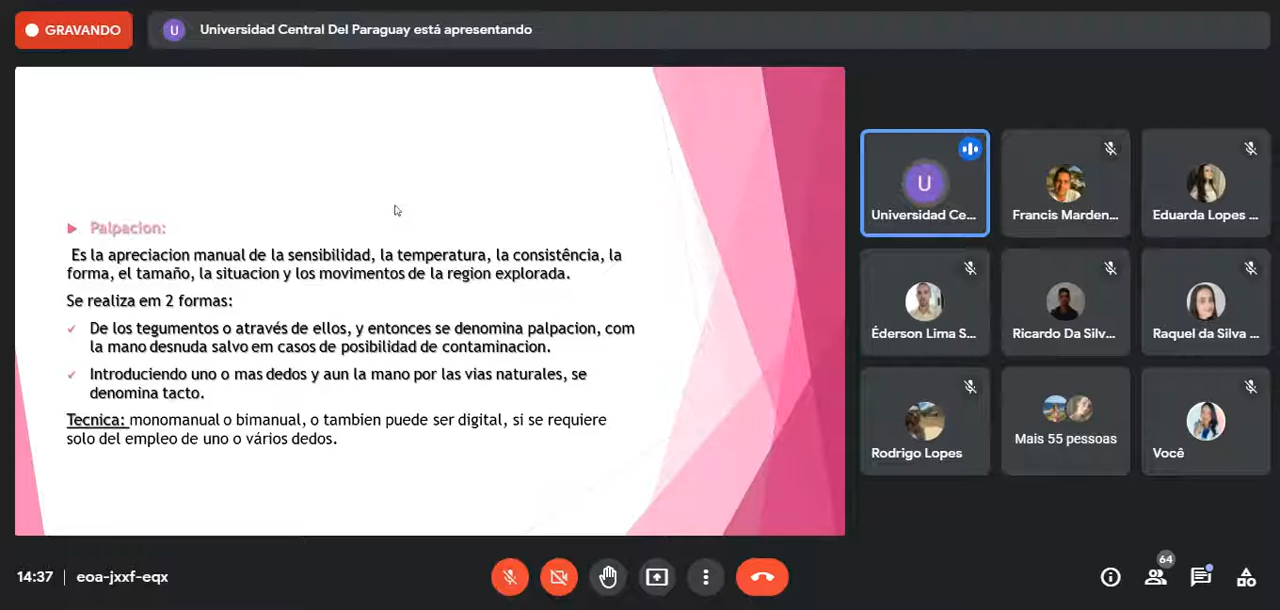 GRAVANDO
U
Universidad Central Del Paraguay está apresentando
Palpacion:
Es la apreciacion manual de la sensibilidad, la temperatura, la consistência, la
forma, el tamaño, la situacion y los movimentos de la region explorada.
Se realiza em 2 formas:
De los tegumentos o através de ellos, y entonces se denomina palpacion, com
la mano desnuda salvo em casos de posibilidad de contaminacion.
Introduciendo uno o mas dedos y aun la mano por las vias naturales, se
denomina tacto.
Tecnica: monomanual o bimanual, o tambien puede ser digital, si se requiere
solo del empleo de uno o vários dedos.
U
Universidad Ce...
Francis Marden...
Eduarda Lopes ...
Éderson Lima S...
Ricardo Da Silv...
Raquel da Silva ...
Rodrigo Lopes
Mais 55 pessoas
Você
14:37
eoa-jxxf-eqx
64